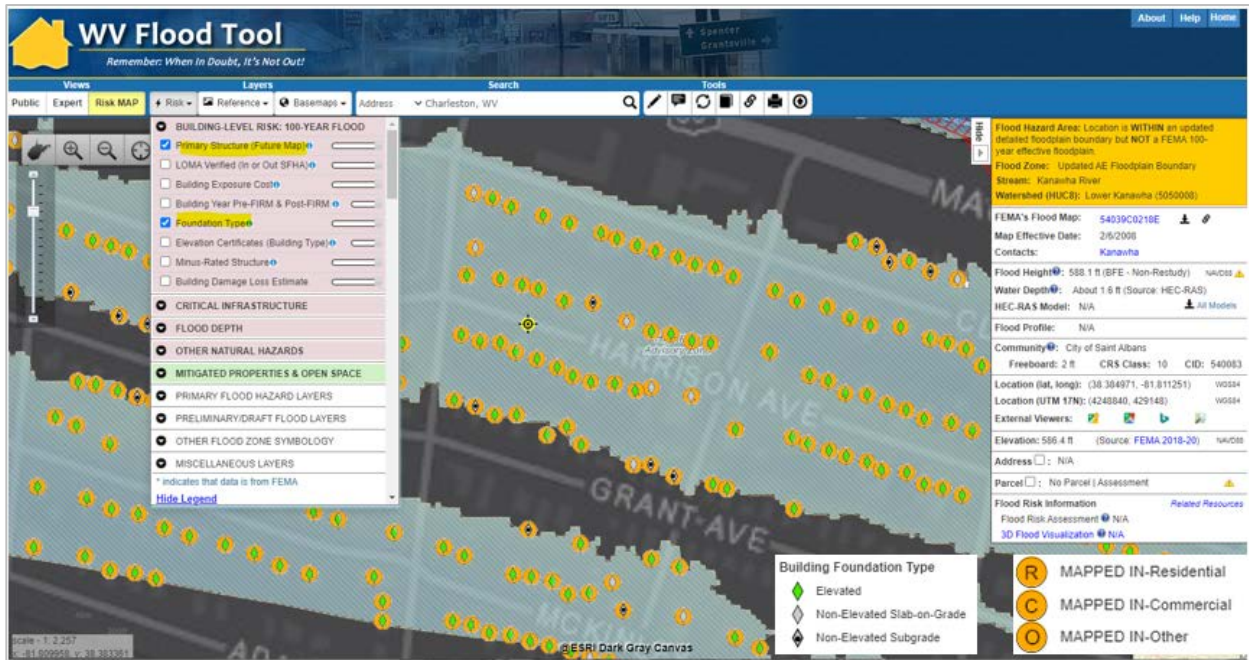 WV Flood Tool
Remember: When In Doubt, It's Not Out!
Spencer
Grantsville
About Help Home
Views Layers Search Tools
Public Expert Risk MAP Risk Reference Basemaps Address Charleston, WV
BUILDING-LEVEL RISK: 100-YEAR FLOOD
Primary Structure (Future Map)
LOMA Verified (In or Out SFHA)
Building Exposure Cost
Building Year Pre-FIRM & Post-FIRM
Foundation Type
Elevation Certificates (Building Type)
Minus-Rated Structure
Building Damage Loss Estimate
CRITICAL INFRASTRUCTURE
FLOOD DEPTH
OTHER NATURAL HAZARDS
MITIGATED PROPERTIES & OPEN SPACE
PRIMARY FLOOD HAZARD LAYERS
PRELIMINARY/DRAFT FLOOD LAYERS
OTHER FLOOD ZONE SYMBOLOGY
MISCELLANEOUS LAYERS
* indicates that data is from FEMA
Hide Legend
HARRISON AVE
GRANT AVE
Hide
Flood Hazard Area: Location is WITHIN an updated
detailed floodplain boundary but NOT a FEMA 100-
year effective floodplain.
Flood Zone: Updated AE Floodplain Boundary
Stream: Kanawha River
Watershed (HUC8): Lower Kanawha (5050008)
FEMA's Flood Map: 54039C0218E
Map Effective Date: 2/6/2008
Contacts: Kanawha
Flood Height: 588.1 ft (BFE - Non-Restudy) NAVD88
Water Depth: About 1.6 ft (Source: HEC-RAS)
HEC-RAS Model: N/A All Models
Flood Profile: N/A
Community: City of Saint Albans
Freeboard: 2 ft CRS Class: 10 CID: 540083
Location (lat, long): (38.384971, -81.811251) WGS84
Location (UTM 17N): (4248840, 429148) WGS84
External Viewers:
Elevation: 586.4 ft (Source: FEMA 2018-20) NAVD88
Address : N/A
Parcel : No Parcel | Assessment
Flood Risk Information Related Resources
Flood Risk Assessment N/A
3D Flood Visualization N/A
Building Foundation Type
Elevated
Non-Elevated Slab-on-Grade
Non-Elevated Subgrade
R MAPPED IN-Residential
C MAPPED IN-Commercial
O MAPPED IN-Other
scale - 1: 2,257
x: -81.809958, y: 38.383361
@ESRI Dark Gray Canvas